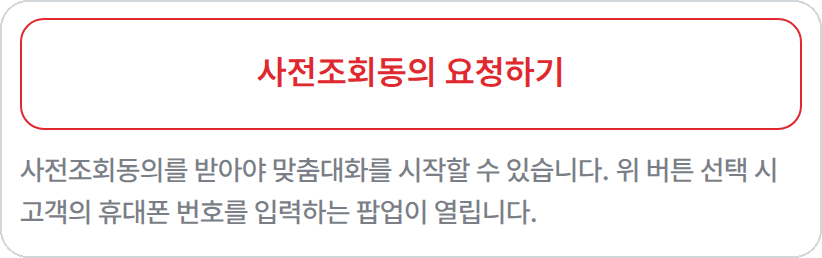 사전조회동의 요청하기
사전조회동의를 받아야 맞춤대화를 시작할 수 있습니다. 위 버튼 선택 시
고객의 휴대폰 번호를 입력하는 팝업이 열립니다.